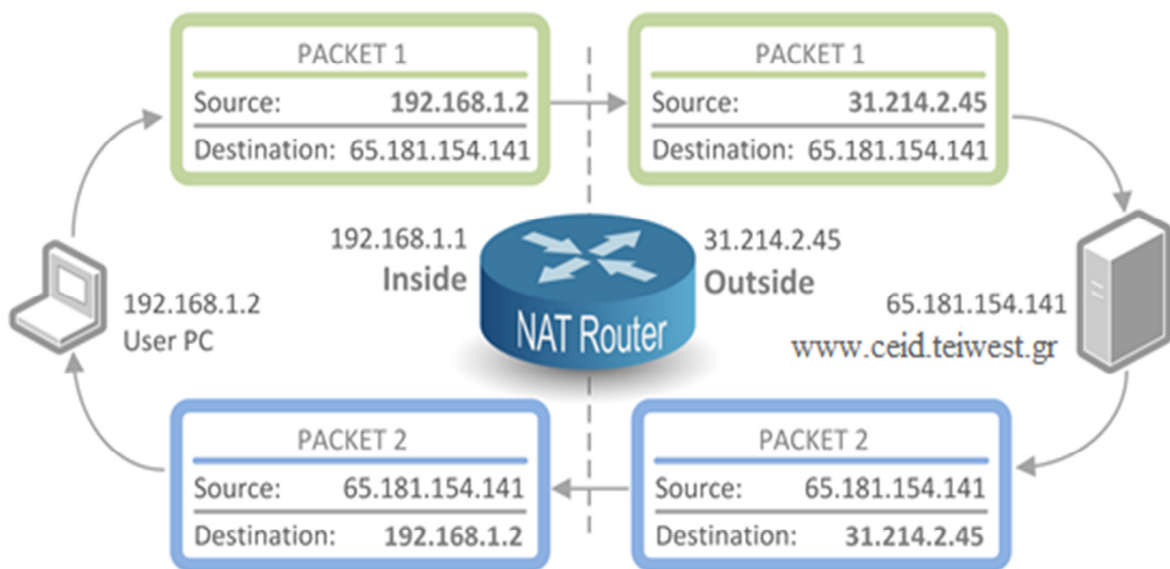 PACKET 1
Source: 192.168.1.2
Destination: 65.181.154.141
PACKET 1
Source: 31.214.2.45
Destination: 65.181.154.141
192.168.1.1
Inside
31.214.2.45
Outside
NAT Router
192.168.1.2
User PC
65.181.154.141
www.ceid.teiwest.gr
PACKET 2
Source: 65.181.154.141
Destination: 192.168.1.2
PACKET 2
Source: 65.181.154.141
Destination: 31.214.2.45